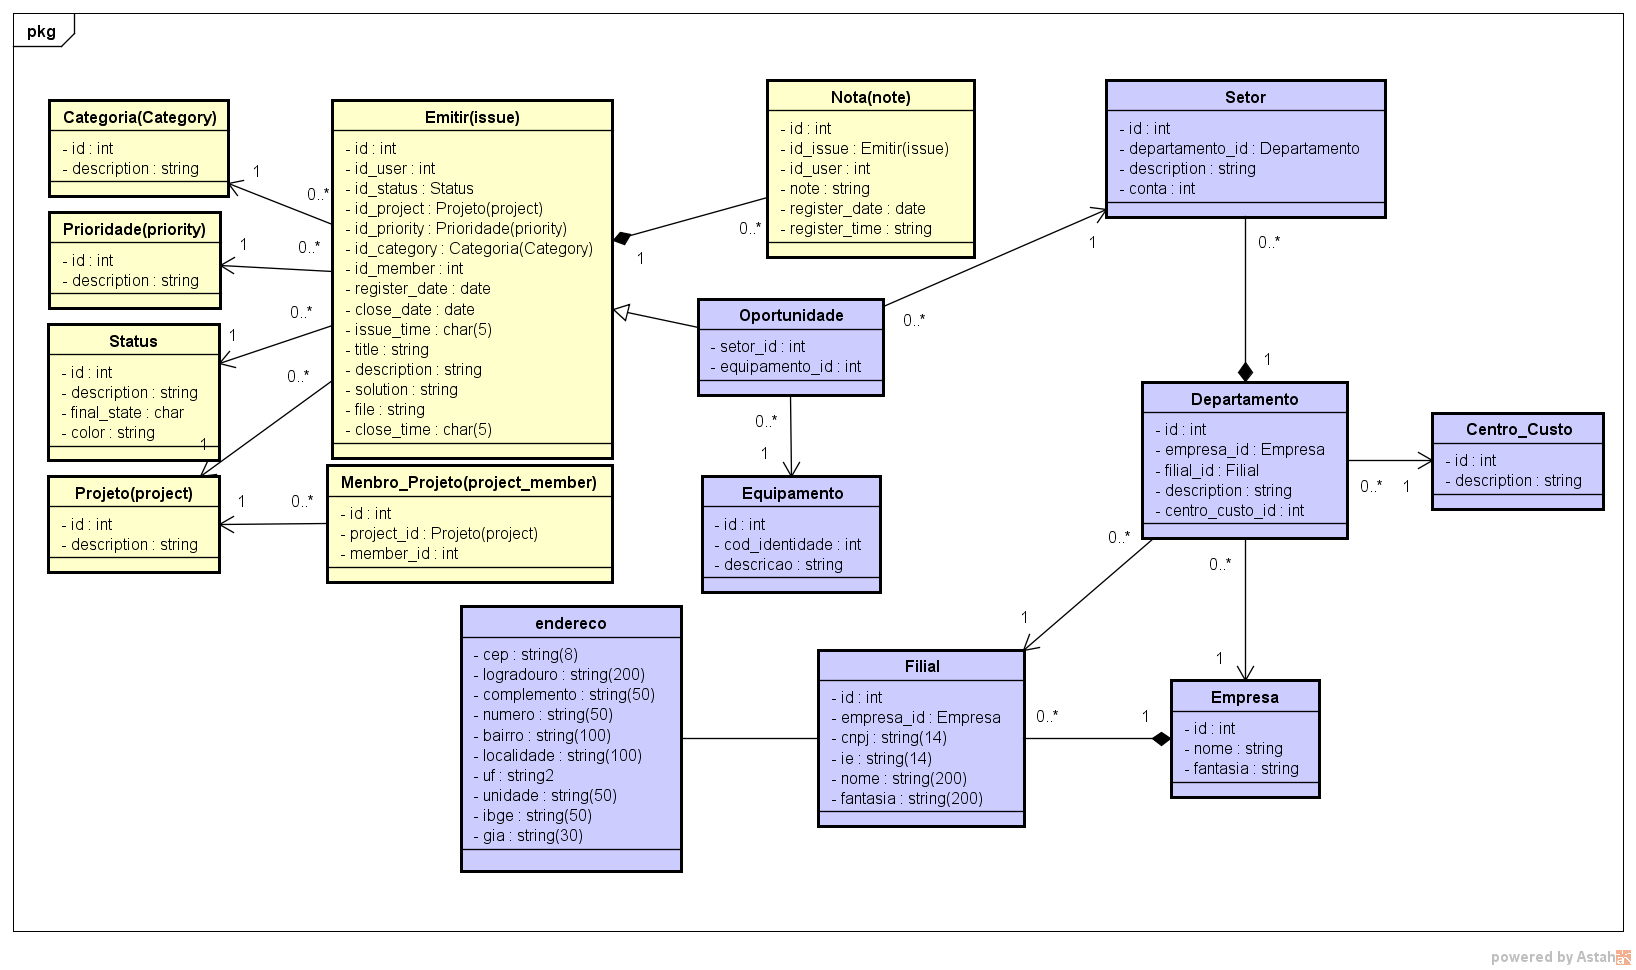 pkg
Categoria(Category)
- id : int
- description : string
Prioridade(priority)
- id : int
- description : string
Status
- id : int
- description : string
- final_state : char
- color : string
Projeto(project)
- id : int
- description : string
Emitir(issue)
- id : int
- id_user : int
- id_status : Status
- id_project : Projeto(project)
- id_priority : Prioridade(priority)
- id_category : Categoria(Category)
- id_member : int
- register_date : date
- close_date : date
- issue_time : char(5)
- title : string
- description : string
- solution : string
- file : string
- close_time : char(5)
Menbro_Projeto(project_member)
- id : int
- project_id : Projeto(project)
- member_id : int
1
0..*
1
0..*
1
0..*
1
0..*
1
0..*
Nota(note)
- id : int
- id_issue : Emitir(issue)
- id_user : int
- note : string
- register_date : date
- register_time : string
0..*
1
Oportunidade
- setor_id : int
- equipamento_id : int
0..*
1
0..*
1
Equipamento
- id : int
- cod_identidade : int
- descricao : string
Setor
- id : int
- departamento_id : Departamento
- description : string
- conta : int
0..*
1
Departamento
- id : int
- empresa_id : Empresa
- filial_id : Filial
- description : string
- centro_custo_id : int
0..*
1
Centro_Custo
- id : int
- description : string
0..*
1
0..*
1
endereco
- cep : string(8)
- logradouro : string(200)
- complemento : string(50)
- numero : string(50)
- bairro : string(100)
- localidade : string(100)
- uf : string2
- unidade : string(50)
- ibge : string(50)
- gia : string(30)
Filial
- id : int
- empresa_id : Empresa
- cnpj : string(14)
- ie : string(14)
- nome : string(200)
- fantasia : string(200)
0..*
1
Empresa
- id : int
- nome : string
- fantasia : string
powered by Astah